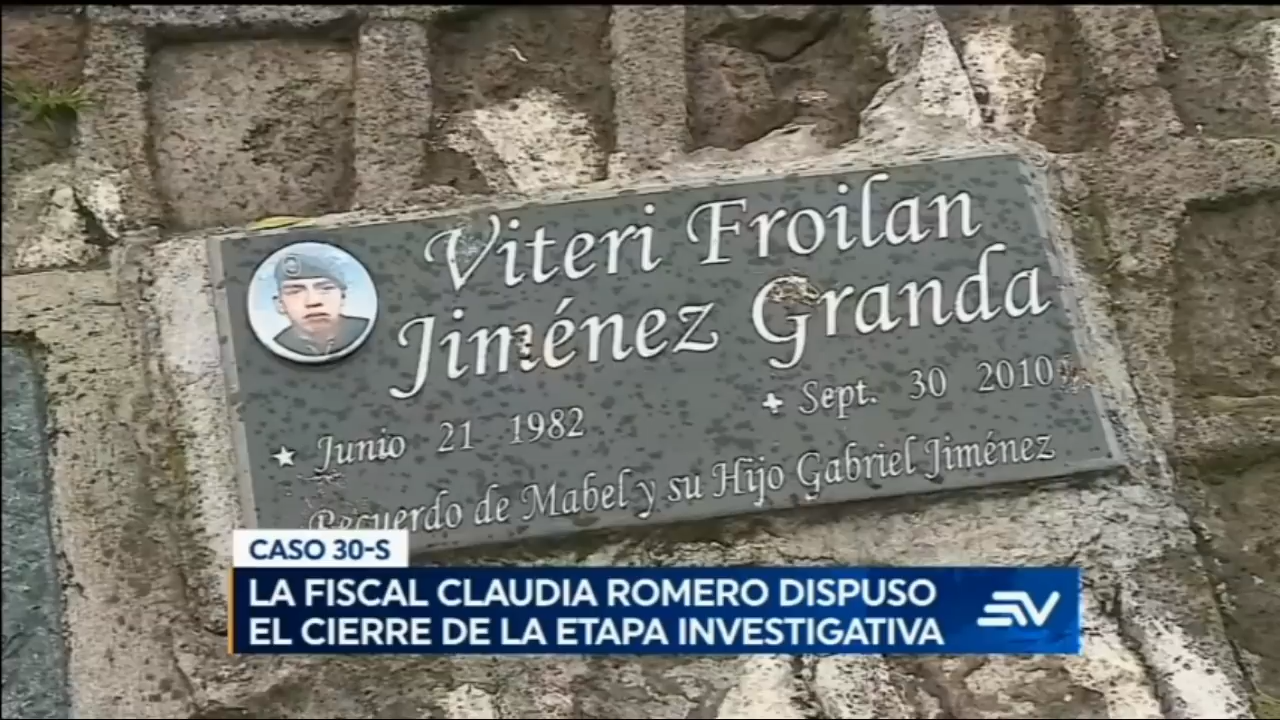 Viteri Froilan
Jiménez Granda
Junio 21 1982
Sept. 30 2010
Recuerdo de Mabel y su Hijo Gabriel Jiménez
CASO 30-S
LA FISCAL CLAUDIA ROMERO DISPUSO
EL CIERRE DE LA ETAPA INVESTIGATIVA